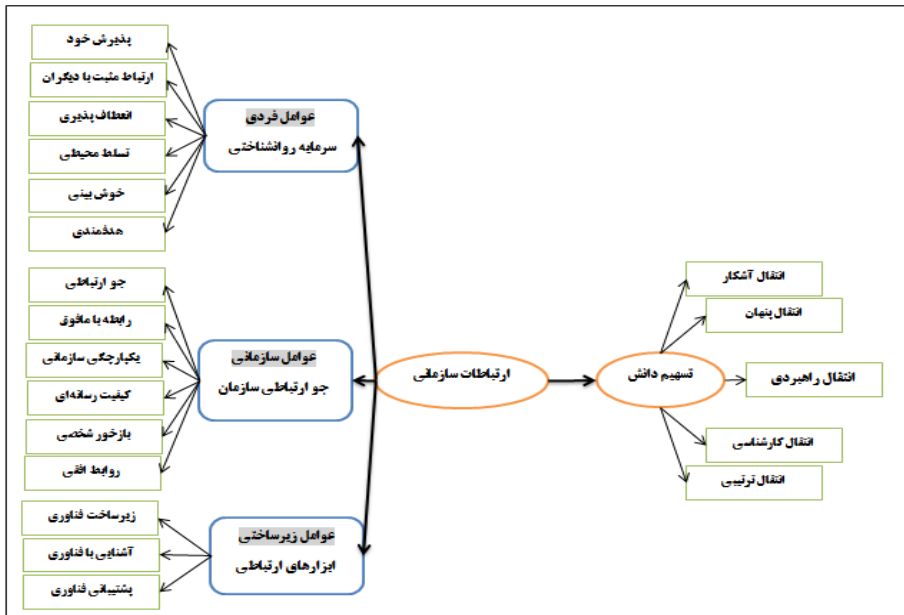 پذیرش خود
ارتباط مثبت با دیگران
انعطاف پذیری
تسلط محیطی
خوش بینی
هدفمندی
عوامل فردی
سرمایه روانشناختی
جو ارتباطی
رابطه با مافوق
یکپارچگی سازمانی
کیفیت رسانه‌ای
بازخور شخصی
روابط افقی
عوامل سازمانی
جو ارتباطی سازمان
زیرساخت فناوری
آشنایی با فناوری
پشتیبانی فناوری
عوامل زیرساختی
ابزارهای ارتباطی
ارتباطات سازمانی
تسهیم دانش
انتقال آشکار
انتقال پنهان
انتقال راهبردی
انتقال کارشناسی
انتقال ترتیبی